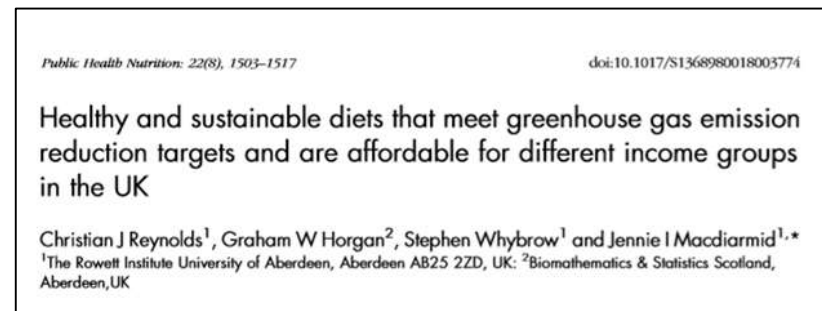 Public Health Nutrition: 22(8), 1503–1517 doi:10.1017/S1368980018003774
Healthy and sustainable diets that meet greenhouse gas emission
reduction targets and are affordable for different income groups
in the UK
Christian J Reynolds¹, Graham W Horgan², Stephen Whybrow¹ and Jennie I Macdiarmid¹,*
¹The Rowett Institute University of Aberdeen, Aberdeen AB25 2ZD, UK: ²Biomathematics & Statistics Scotland,
Aberdeen,UK